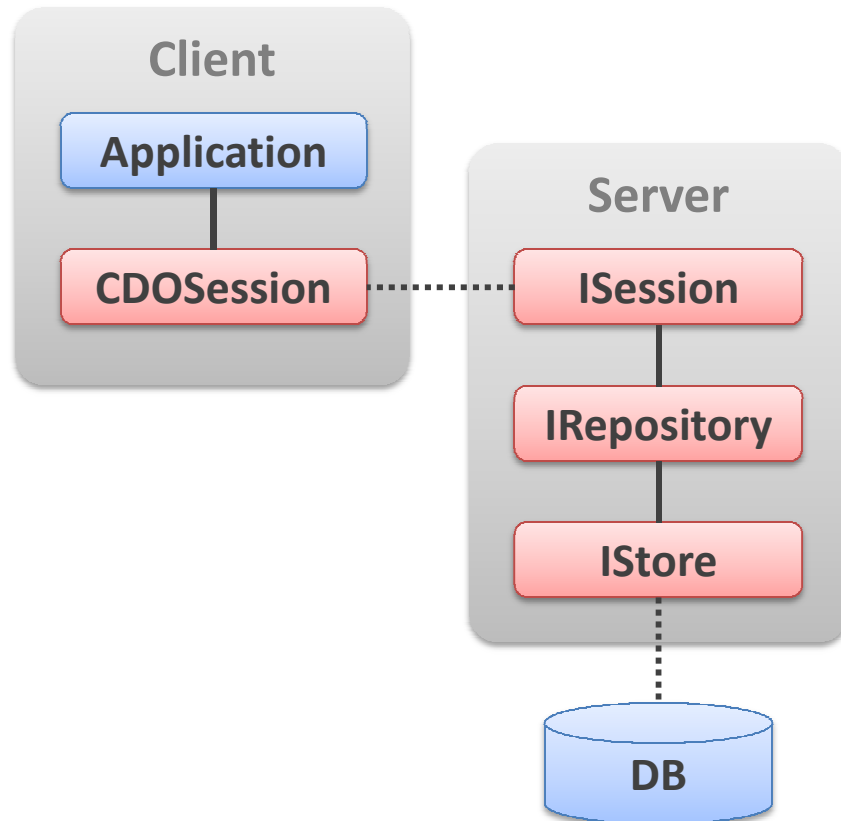 Client
Application
CDOSession
Server
ISession
IRepository
IStore
DB